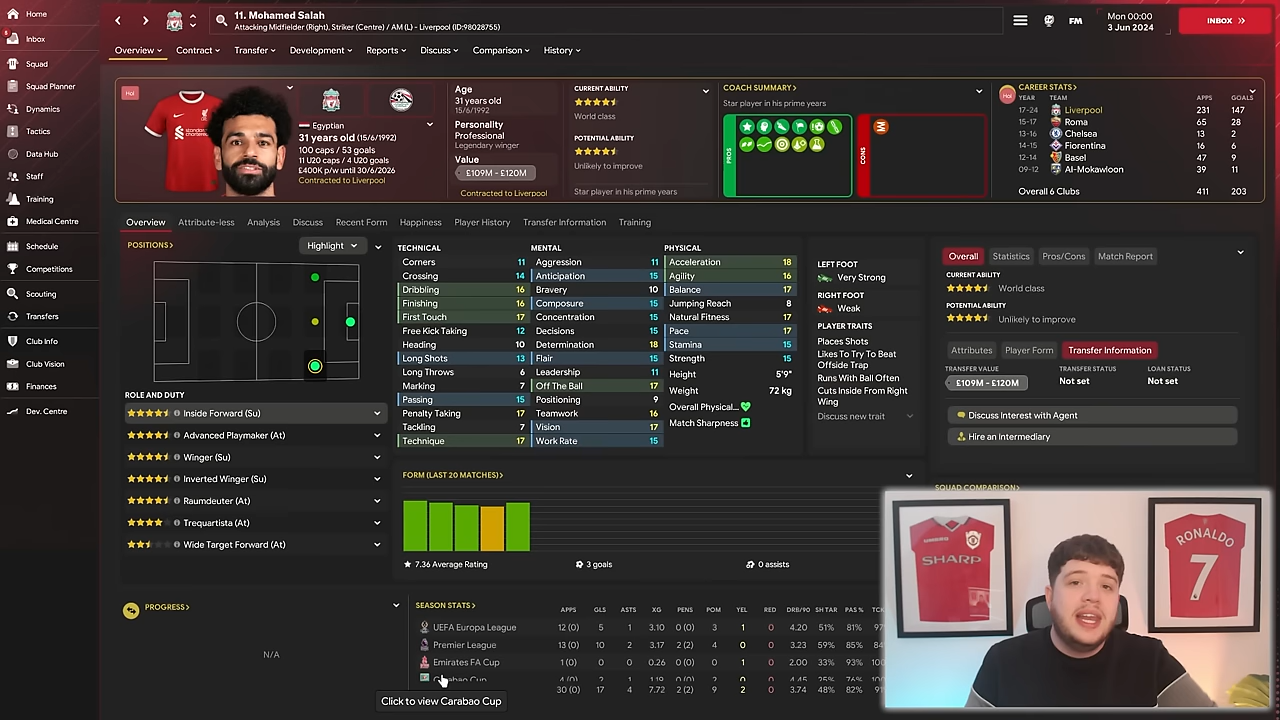 Home
Inbox
Squad
Squad Planner
Dynamics
Tactics
Data Hub
Staff
Training
Medical Centre
Schedule
Competitions
Scouting
Transfers
Club Info
Club Vision
Finances
Dev. Centre
11. Mohamed Salah
Attacking Midfielder (Right), Striker (Centre) / AM (L) - Liverpool (ID:98028755)
FM
Mon 00:00
3 Jun 2024
INBOX
Overview
Contract
Transfer
Development
Reports
Discuss
Comparison
History
Hol
Egyptian
31 years old (15/6/1992)
100 caps / 53 goals
11 U20 caps / 4 U20 goals
£400K p/w until 30/6/2026
Contracted to Liverpool
Age
31 years old
15/6/1992
Personality
Professional
Legendary winger
Value
£109M - £120M
Contracted to Liverpool
CURRENT ABILITY
World class
POTENTIAL ABILITY
Unlikely to improve
Star player in his prime years
COACH SUMMARY>
Star player in his prime years
PROS
CONS
Hol
CAREER STATS>
YEAR TEAM APPS GOALS
17-24 Liverpool 231 147
15-17 Roma 65 28
13-16 Chelsea 13 2
14-15 Fiorentina 16 6
12-14 Basel 47 9
09-12 Al-Mokawloon 39 11
Overall 6 Clubs 411 203
Overview
Attribute-less
Analysis
Discuss
Recent Form
Happiness
Player History
Transfer Information
Training
POSITIONS>
Highlight
ROLE AND DUTY
Inside Forward (Su)
Advanced Playmaker (At)
Winger (Su)
Inverted Winger (Su)
Raumdeuter (At)
Trequartista (At)
Wide Target Forward (At)
TECHNICAL
Corners 11
Crossing 14
Dribbling 16
Finishing 16
First Touch 17
Free Kick Taking 12
Heading 10
Long Shots 13
Long Throws 6
Marking 7
Passing 15
Penalty Taking 17
Tackling 7
Technique 17
MENTAL
Aggression 11
Anticipation 15
Bravery 10
Composure 15
Concentration 15
Decisions 15
Determination 18
Flair 15
Leadership 11
Off The Ball 17
Positioning 9
Teamwork 16
Vision 17
Work Rate 15
PHYSICAL
Acceleration 18
Agility 16
Balance 17
Jumping Reach 8
Natural Fitness 17
Pace 17
Stamina 15
Strength 15
Height 5'9"
Weight 72 kg
Overall Physical...
Match Sharpness
LEFT FOOT
Very Strong
RIGHT FOOT
Weak
PLAYER TRAITS
Places Shots
Likes To Try To Beat
Offside Trap
Runs With Ball Often
Cuts Inside From Right
Wing
Discuss new trait
Overall
Statistics
Pros/Cons
Match Report
CURRENT ABILITY
World class
POTENTIAL ABILITY
Unlikely to improve
Attributes
Player Form
Transfer Information
TRANSFER VALUE
£109M - £120M
TRANSFER STATUS
Not set
LOAN STATUS
Not set
Discuss Interest with Agent
Hire an Intermediary
SQUAD COMPARISON>
FORM (LAST 20 MATCHES)>
7.36 Average Rating
3 goals
0 assists
PROGRESS>
N/A
SEASON STATS>
APPS GLS ASTS XG PENS POM YEL RED DRB/90 SH TAR PAS %
UEFA Europa League 12 (0) 5 1 3.10 0 (0) 3 1 0 4.20 51% 81%
Premier League 13 (0) 10 2 3.17 2 (2) 4 0 0 3.23 59% 85%
Emirates FA Cup 1 (0) 0 0 0.26 0 (0) 0 1 0 2.00 33% 93%
Carabao Cup
30 (0) 17 4 7.72 2 (2) 9 2 0 3.74 48% 82%
Click to view Carabao Cup
UMBRO
SHARP
RONALDO
7